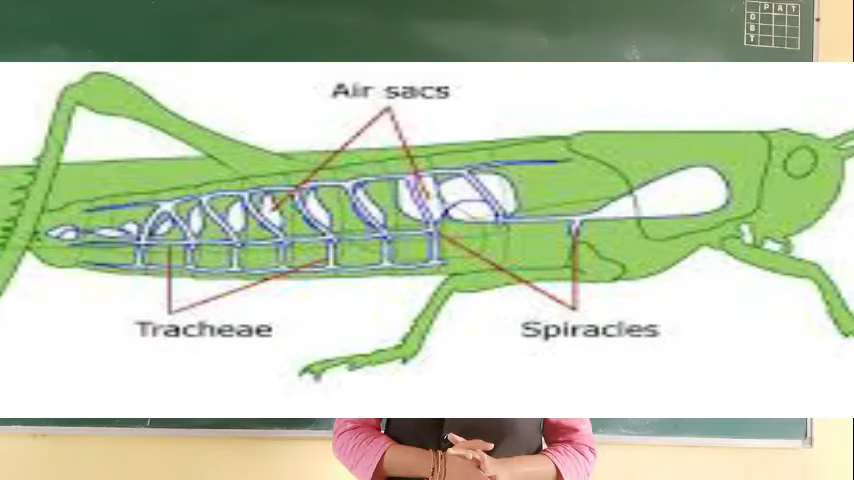 P A T
O
B
T
Air sacs
Tracheae
Spiracles